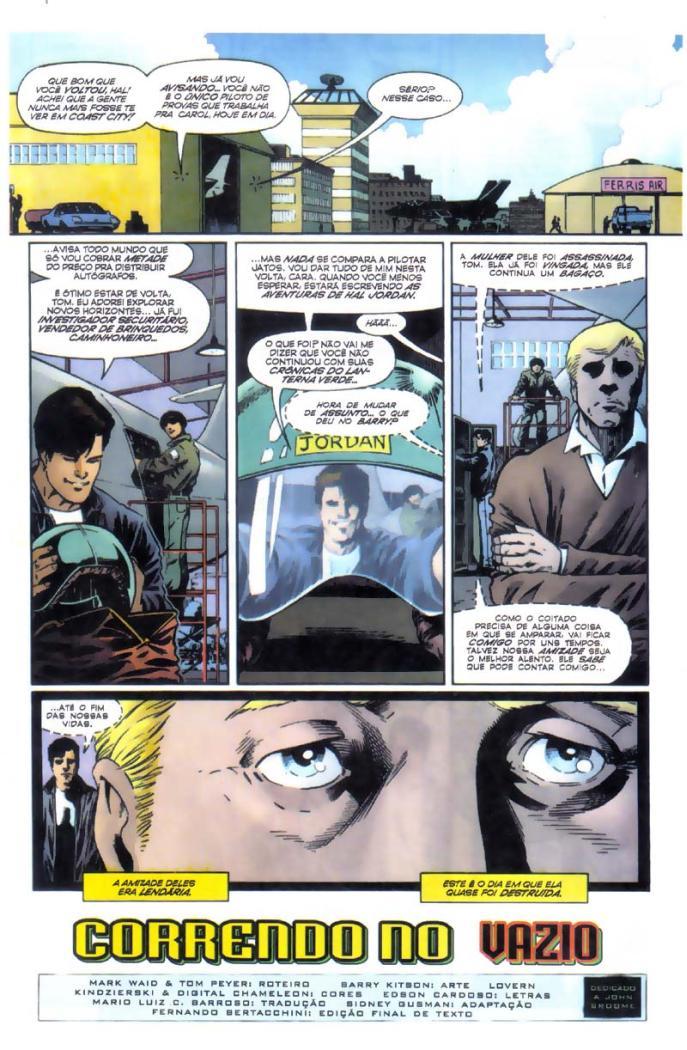 QUE BOM QUE
VOCÊ VOLTOU, HAL!
ACHEI QUE A GENTE
NUNCA MAIS FOSSE TE
VER EM COAST CITY!
MAS JÁ VOU
AVISANDO... VOCÊ NÃO
É O ÚNICO PILOTO DE
PROVAS QUE TRABALHA
PRA CAROL, HOJE EM DIA.
SÉRIO?
NESSE CASO...
FERRIS AIR
...AVISA TODO MUNDO QUE
SÓ VOU COBRAR METADE
DO PREÇO PRA DISTRIBUIR
AUTÓGRAFOS.
É ÓTIMO ESTAR DE VOLTA,
TOM. EU ADOREI EXPLORAR
NOVOS HORIZONTES... JÁ FUI
INVESTIGADOR SECURITÁRIO,
VENDEDOR DE BRINQUEDOS,
CAMINHONEIRO...
...MAS NADA SE COMPARA A PILOTAR
JATOS. VOU DAR TUDO DE MIM NESTA
VOLTA, CARA. QUANDO VOCÊ MENOS
ESPERAR, ESTARÁ ESCREVENDO AS
AVENTURAS DE HAL JORDAN.
HÃÃÃ...
O QUE FOI? NÃO VAI ME
DIZER QUE VOCÊ NÃO
CONTINUOU COM SUAS
CRÔNICAS DO LAN-
TERNA VERDE...
HORA DE MUDAR
DE ASSUNTO... O QUE
DEU NO BARRY?
JORDAN
A MULHER DELE FOI ASSASSINADA,
TOM. ELA JÁ FOI VINGADA, MAS ELE
CONTINUA UM BAGAÇO.
COMO O COITADO
PRECISA DE ALGUMA COISA
EM QUE SE AMPARAR, VAI FICAR
COMIGO POR UNS TEMPOS.
TALVEZ NOSSA AMIZADE SEJA
O MELHOR ALENTO. ELE SABE
QUE PODE CONTAR COMIGO...
...ATÉ O FIM
DAS NOSSAS
VIDAS.
A AMIZADE DELES
ERA LENDÁRIA.
ESTE É O DIA EM QUE ELA
QUASE FOI DESTRUÍDA.
CORRENDO NO VAZIO
MARK WAID & TOM PEYER: ROTEIRO BARRY KITSON: ARTE LOVERN
KINDZIERSKI & DIGITAL CHAMELEON: CORES EDSON CARDOSO: LETRAS
MARIO LUIZ C. BARROSO: TRADUÇÃO SIDNEY GUSMAN: ADAPTAÇÃO
FERNANDO BERTACCHINI: EDIÇÃO FINAL DE TEXTO
DEDICADO
A JOHN
BROOME